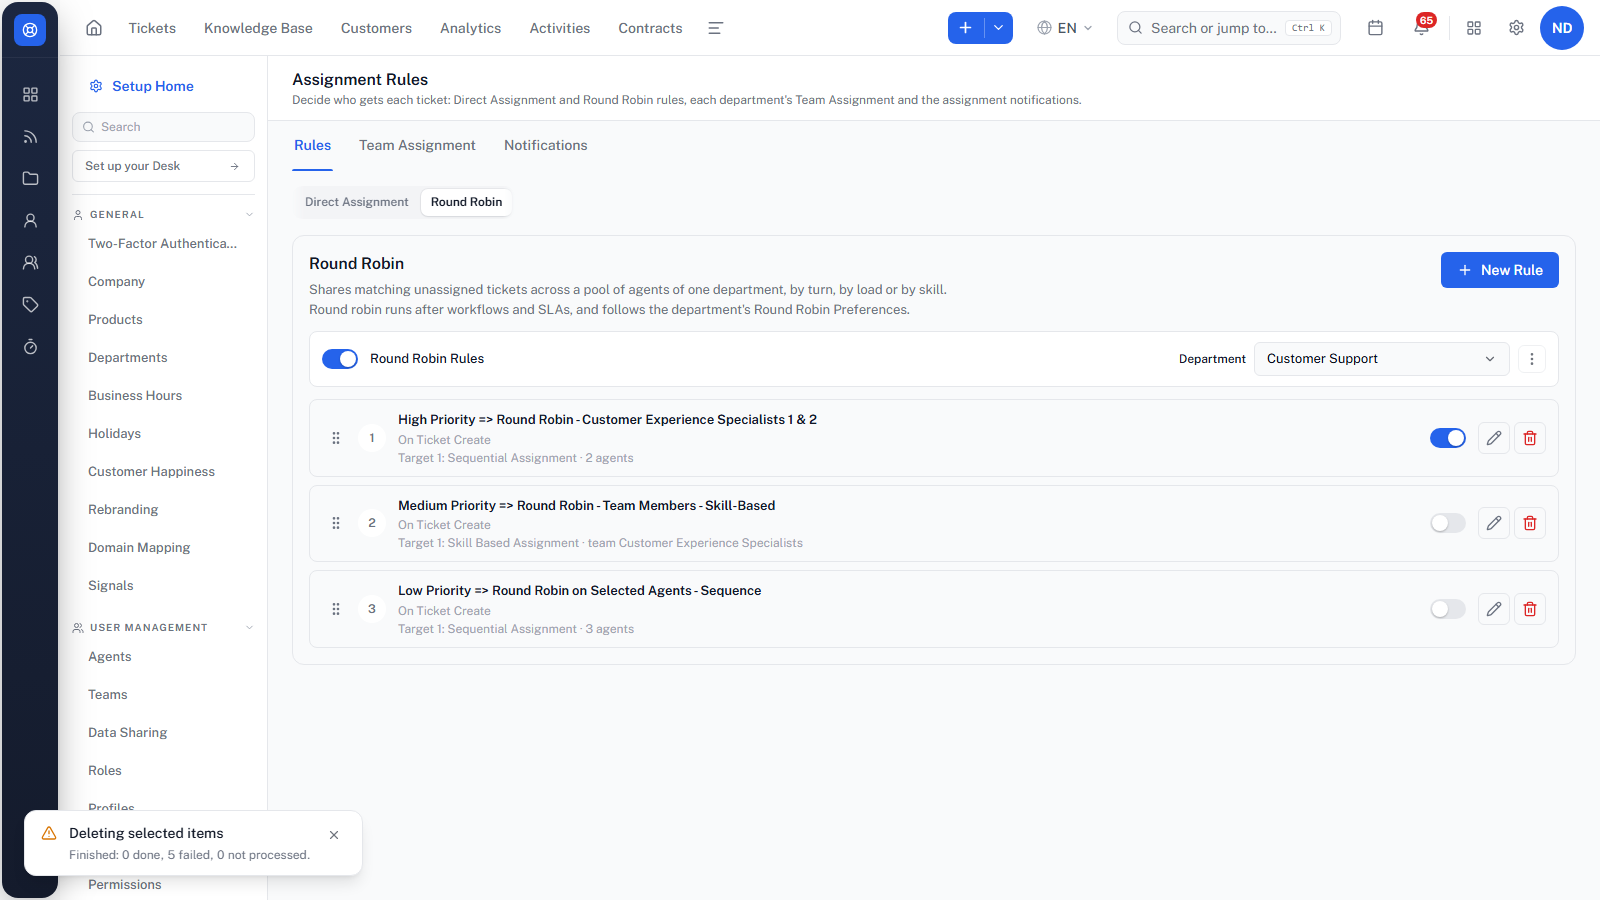 Tickets
Knowledge Base
Customers
Analytics
Activities
Contracts
EN
Search or jump to...
Ctrl K
65
ND
Setup Home
Search
Set up your Desk
GENERAL
Two-Factor Authentica...
Company
Products
Departments
Business Hours
Holidays
Customer Happiness
Rebranding
Domain Mapping
Signals
USER MANAGEMENT
Agents
Teams
Data Sharing
Roles
Profiles
Permissions
Assignment Rules
Decide who gets each ticket: Direct Assignment and Round Robin rules, each department's Team Assignment and the assignment notifications.
Rules
Team Assignment
Notifications
Direct Assignment
Round Robin
Round Robin
New Rule
Shares matching unassigned tickets across a pool of agents of one department, by turn, by load or by skill.
Round robin runs after workflows and SLAs, and follows the department's Round Robin Preferences.
Round Robin Rules
Department
Customer Support
1
High Priority => Round Robin - Customer Experience Specialists 1 & 2
On Ticket Create
Target 1: Sequential Assignment · 2 agents
2
Medium Priority => Round Robin - Team Members - Skill-Based
On Ticket Create
Target 1: Skill Based Assignment · team Customer Experience Specialists
3
Low Priority => Round Robin on Selected Agents - Sequence
On Ticket Create
Target 1: Sequential Assignment · 3 agents
Deleting selected items
Finished: 0 done, 5 failed, 0 not processed.